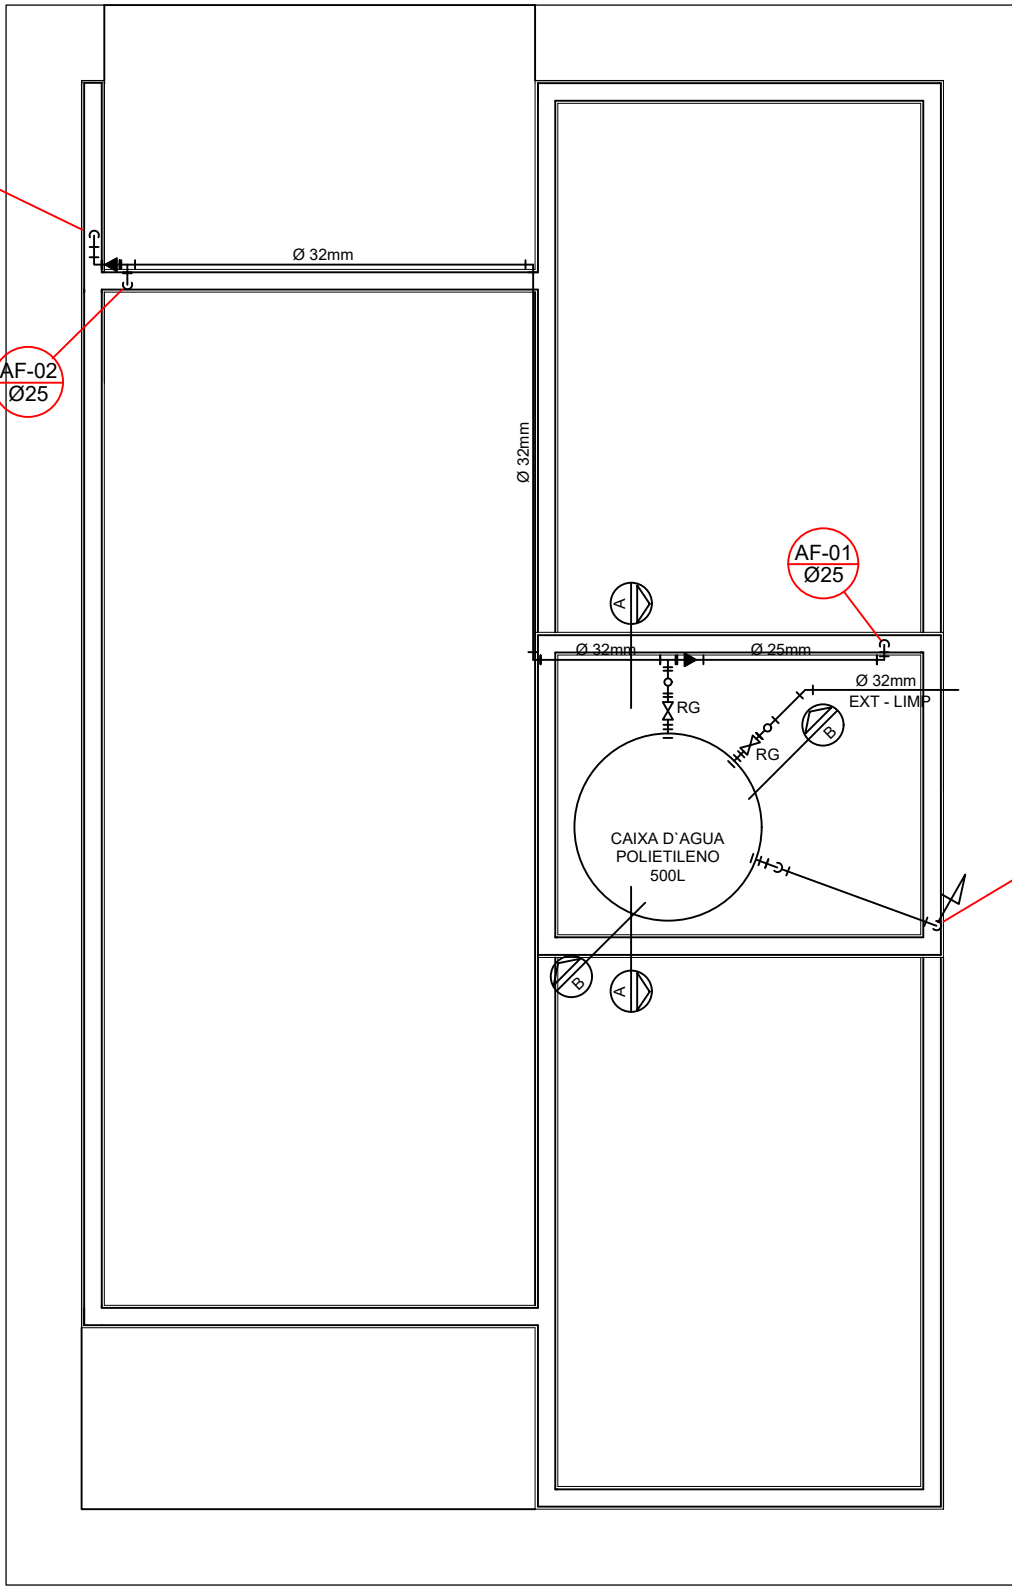 Ø 32mm
AF-02
Ø25
Ø 32mm
AF-01
Ø25
A
Ø 32mm
Ø 25mm
Ø 32mm
EXT - LIMP
RG
B
RG
CAIXA D`AGUA
POLIETILENO
500L
B
A